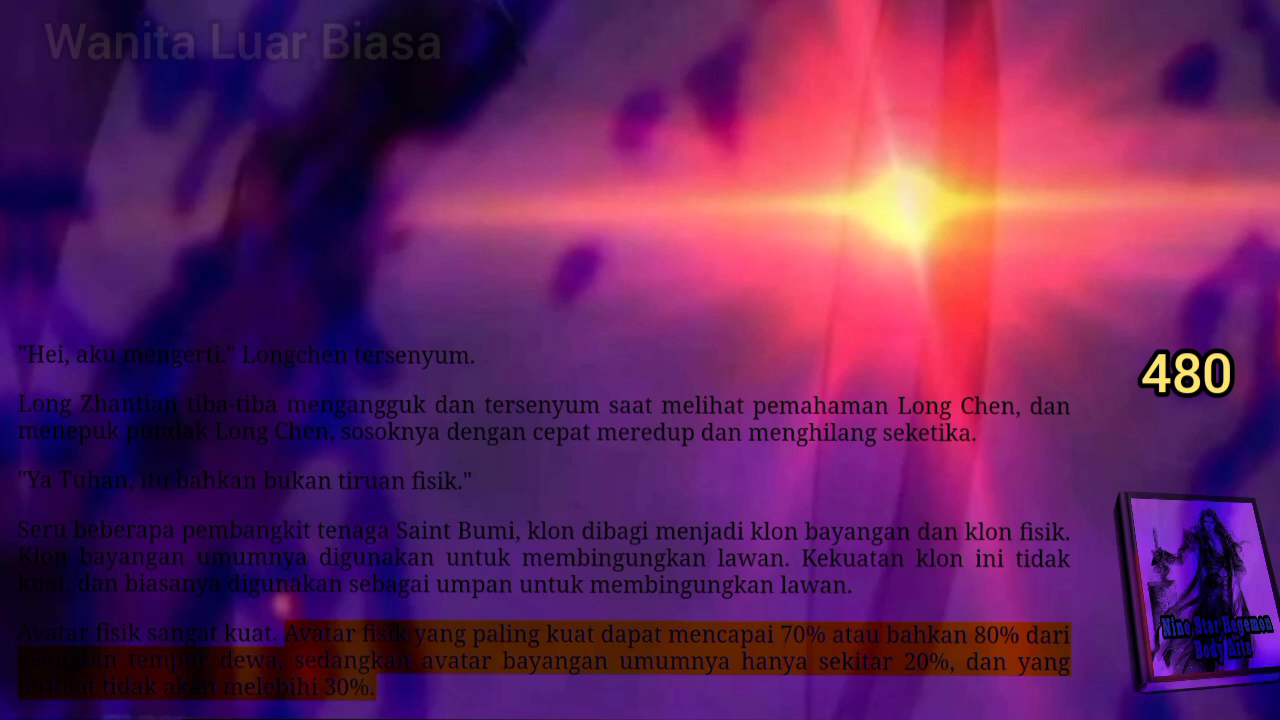 Wanita Luar Biasa
"Hei, aku mengerti." Longchen tersenyum.
Long Zhantian tiba-tiba mengangguk dan tersenyum saat melihat pemahaman Long Chen, dan
menepuk pundak Long Chen, sosoknya dengan cepat meredup dan menghilang seketika.
"Ya Tuhan, itu bahkan bukan tiruan fisik."
Seru beberapa pembangkit tenaga Saint Bumi, klon dibagi menjadi klon bayangan dan klon fisik.
Klon bayangan umumnya digunakan untuk membingungkan lawan. Kekuatan klon ini tidak
kuat, dan biasanya digunakan sebagai umpan untuk membingungkan lawan.
Avatar fisik sangat kuat. Avatar fisik yang paling kuat dapat mencapai 70% atau bahkan 80% dari
tempur dewa, sedangkan avatar bayangan umumnya hanya sekitar 20%, dan yang
tidak akan melebihi 30%.
480
Nine Star Hegemon
Body Arts